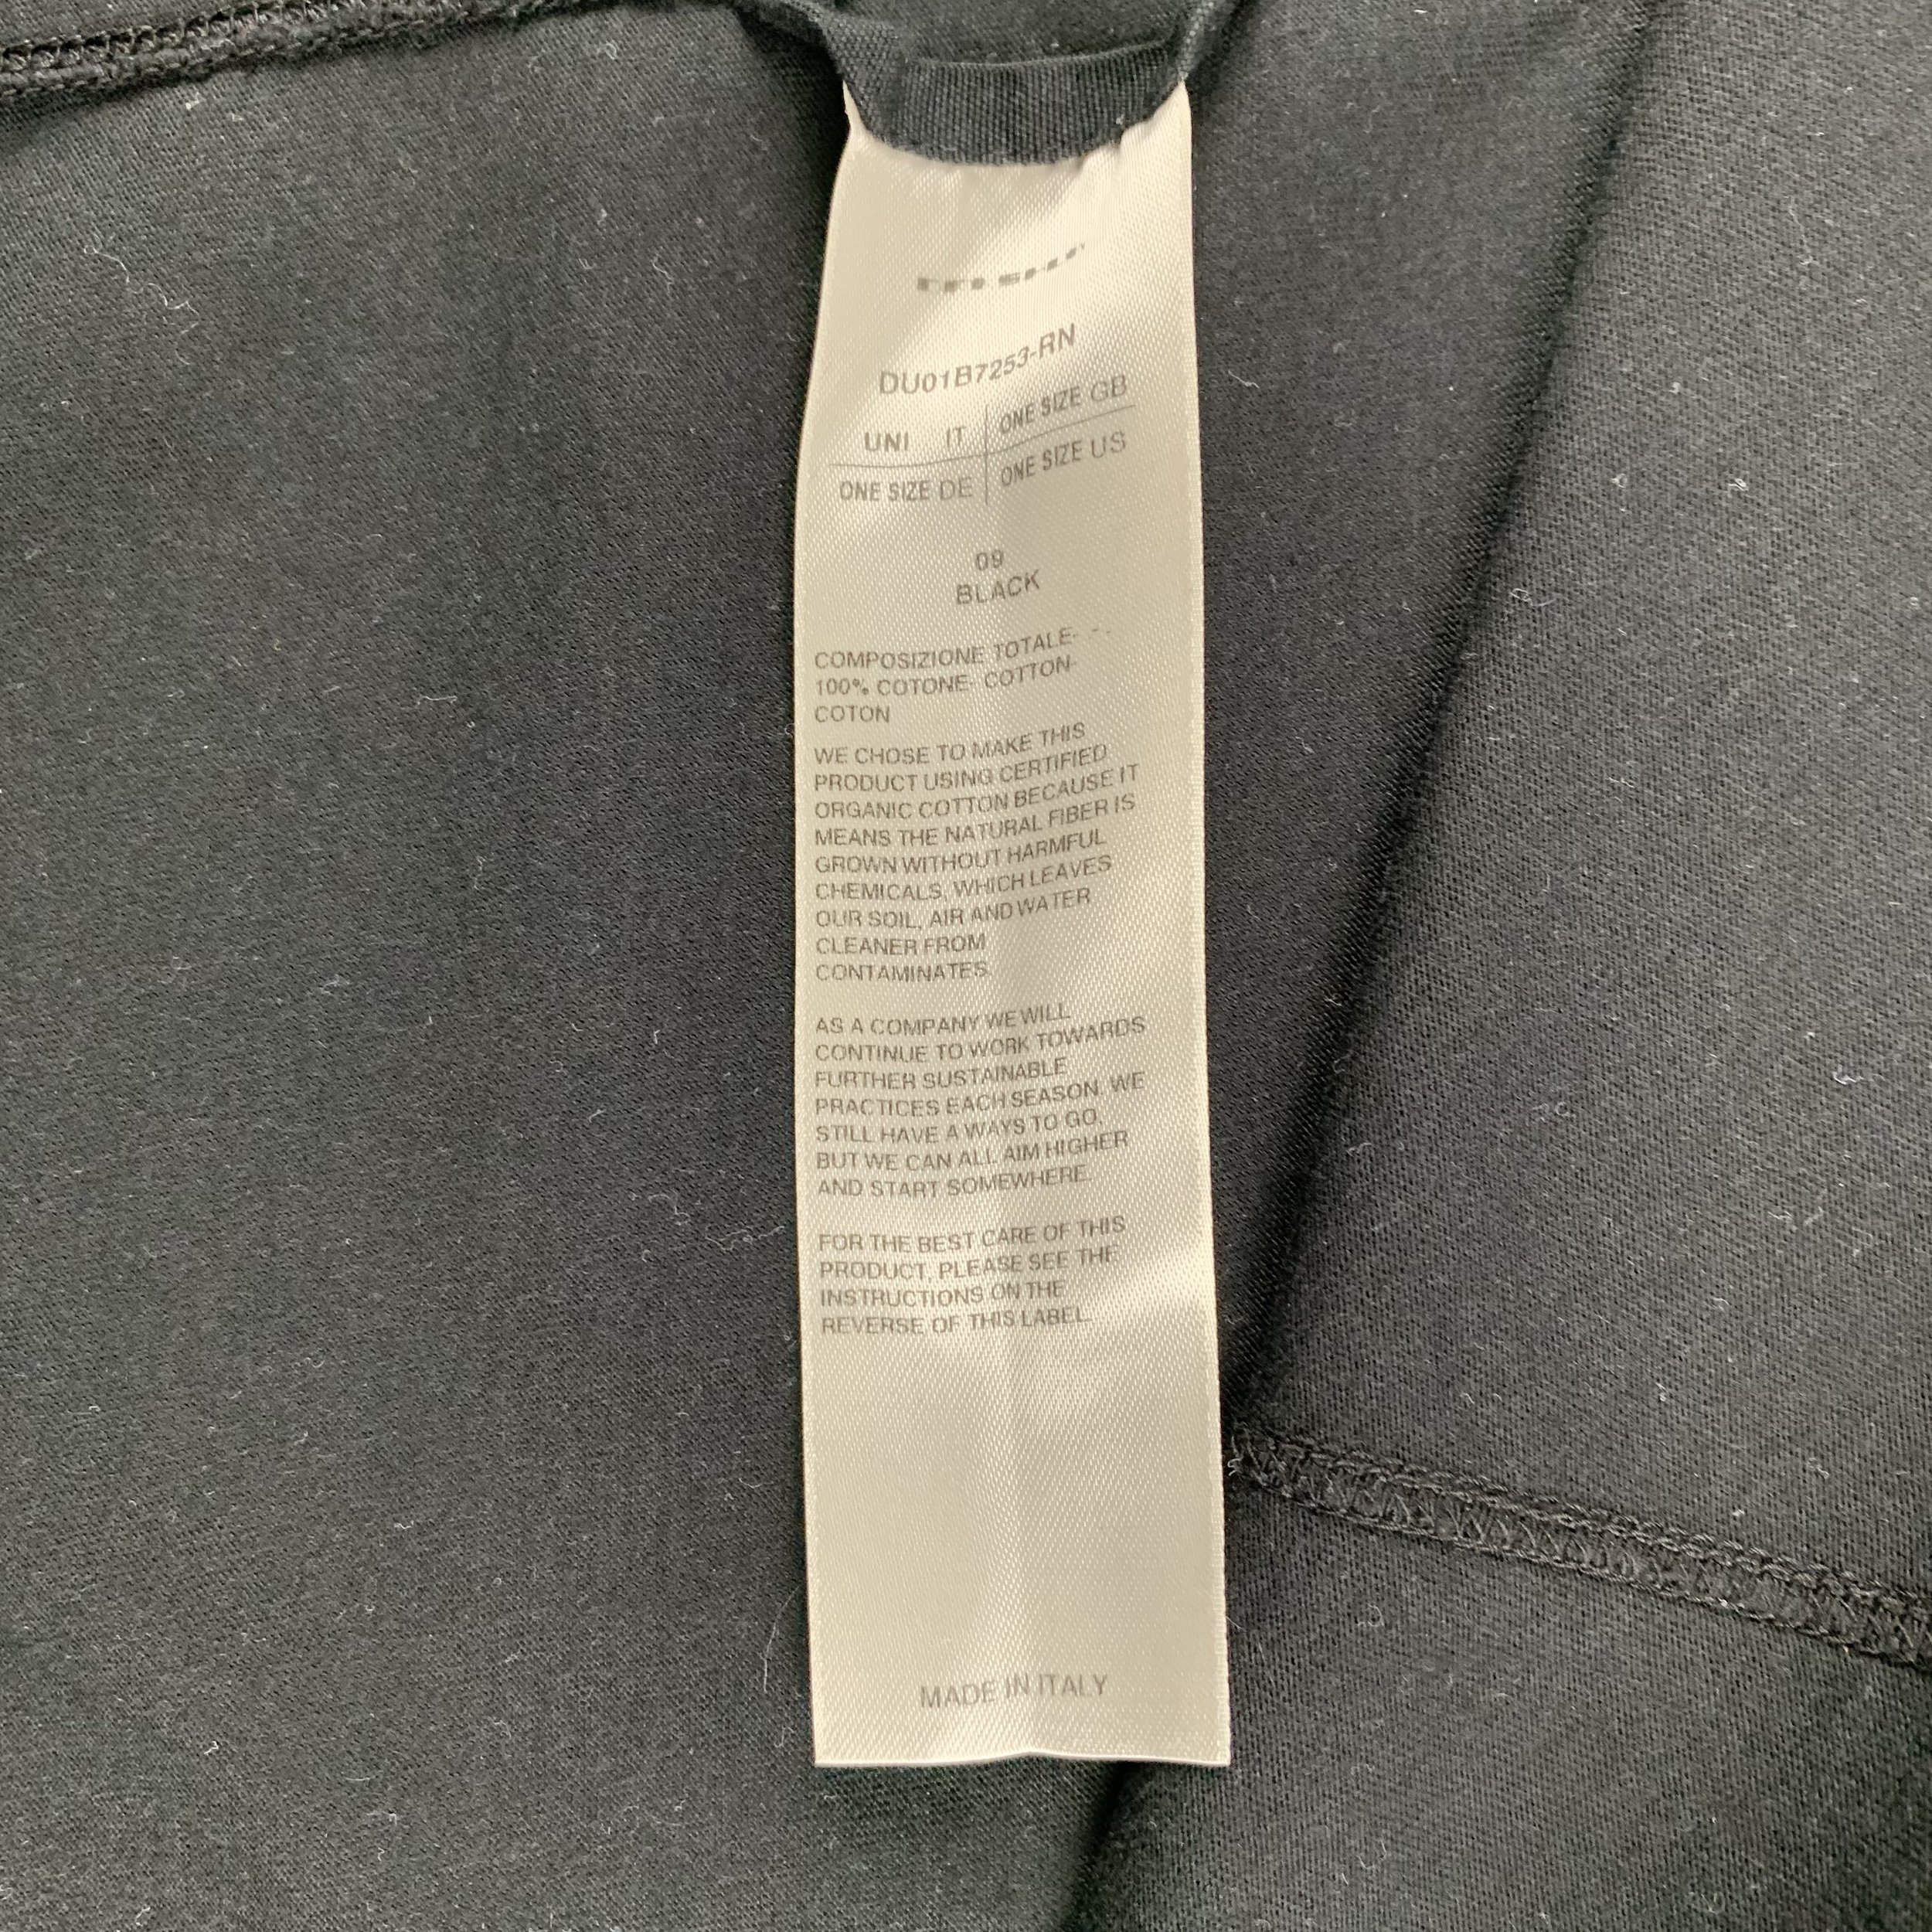 DU01B7253-RN
UNI IT ONE SIZE GB
ONE SIZE DE ONE SIZE US
09
BLACK
COMPOSIZIONE TOTALE- - .
100% COTONE- COTTON-
COTON
WE CHOSE TO MAKE THIS
PRODUCT USING CERTIFIED
ORGANIC COTTON BECAUSE IT
MEANS THE NATURAL FIBER IS
GROWN WITHOUT HARMFUL
CHEMICALS, WHICH LEAVES
OUR SOIL, AIR AND WATER
CLEANER FROM
CONTAMINATES.
AS A COMPANY WE WILL
CONTINUE TO WORK TOWARDS
FURTHER SUSTAINABLE
PRACTICES EACH SEASON. WE
STILL HAVE A WAYS TO GO,
BUT WE CAN ALL AIM HIGHER
AND START SOMEWHERE.
FOR THE BEST CARE OF THIS
PRODUCT, PLEASE SEE THE
INSTRUCTIONS ON THE
REVERSE OF THIS LABEL.
MADE IN ITALY